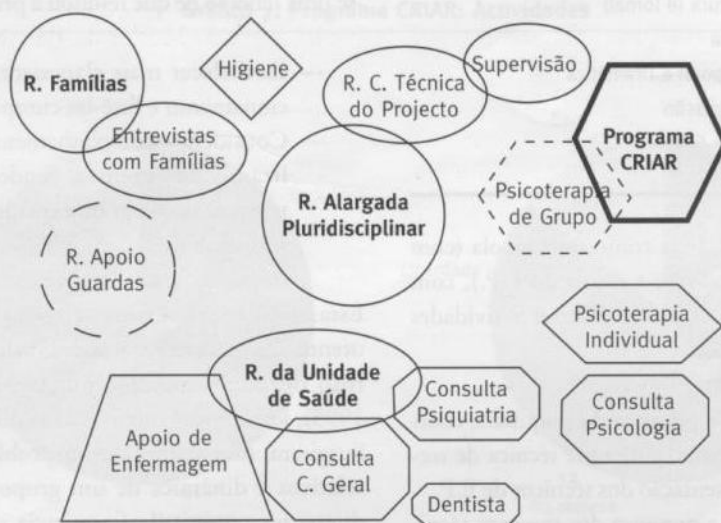 R. Famílias
Higiene
R. C. Técnica
do Projecto
Supervisão
Programa
CRIAR
Entrevistas
com Famílias
R. Alargada
Pluridisciplinar
Psicoterapia
de Grupo
R. Apoio
Guardas
Psicoterapia
Individual
R. da Unidade
de Saúde
Consulta
Psiquiatria
Consulta
Psicologia
Apoio de
Enfermagem
Consulta
C. Geral
Dentista